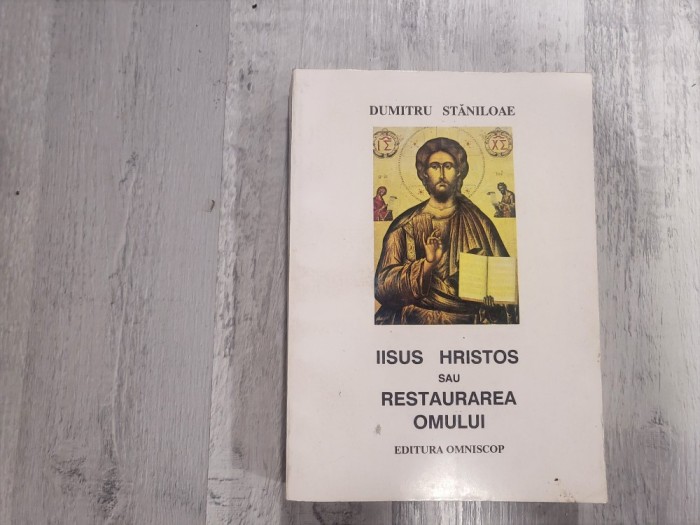 DUMITRU STĂNILOAE
IC XC
IISUS HRISTOS
SAU
RESTAURAREA
OMULUI
EDITURA OMNISCOP